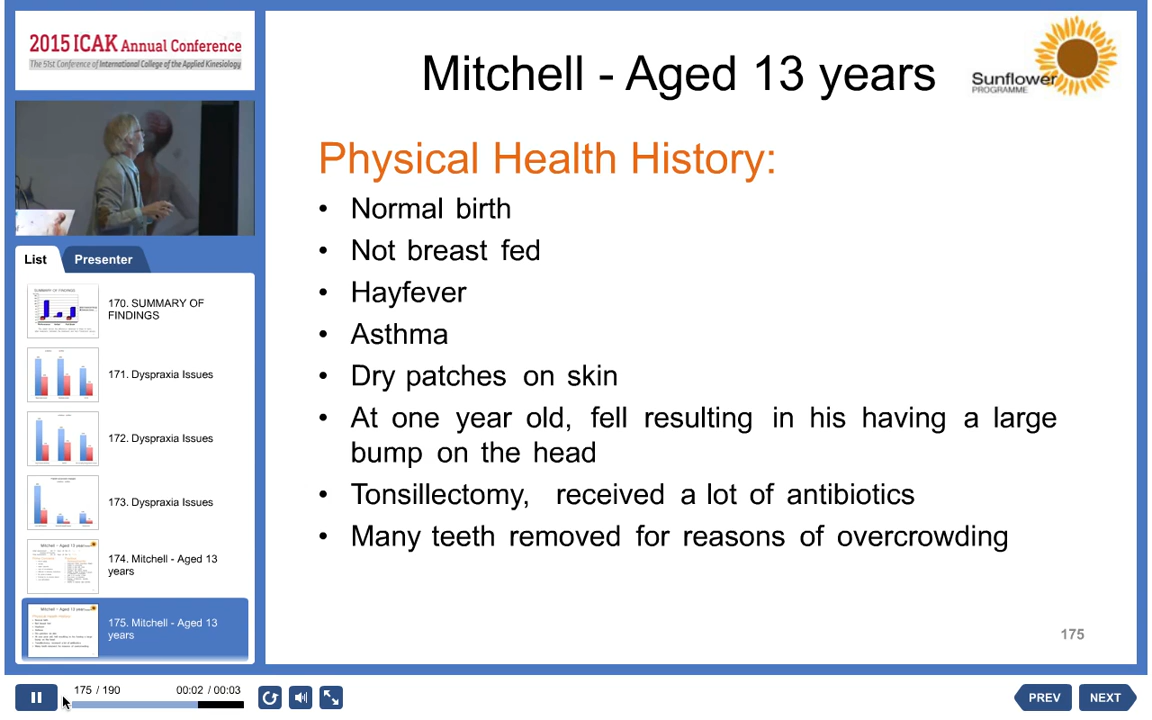 2015 ICAK Annual Conference
The 51st Conference of International College of the Applied Kinesiology
List
Presenter
170. SUMMARY OF
FINDINGS
171. Dyspraxia Issues
172. Dyspraxia Issues
173. Dyspraxia Issues
174. Mitchell - Aged 13
years
175. Mitchell - Aged 13
years
Mitchell - Aged 13 years
Sunflower
PROGRAMME
Physical Health History:
• Normal birth
• Not breast fed
• Hayfever
• Asthma
• Dry patches on skin
• At one year old, fell resulting in his having a large
bump on the head
• Tonsillectomy, received a lot of antibiotics
• Many teeth removed for reasons of overcrowding
175
175 / 190
00:02 / 00:03
PREV
NEXT